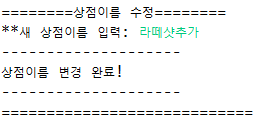 ========상점이름 수정========
**새 상점이름 입력: 라떼샷추가
--------------------
상점이름 변경 완료!
--------------------
============================